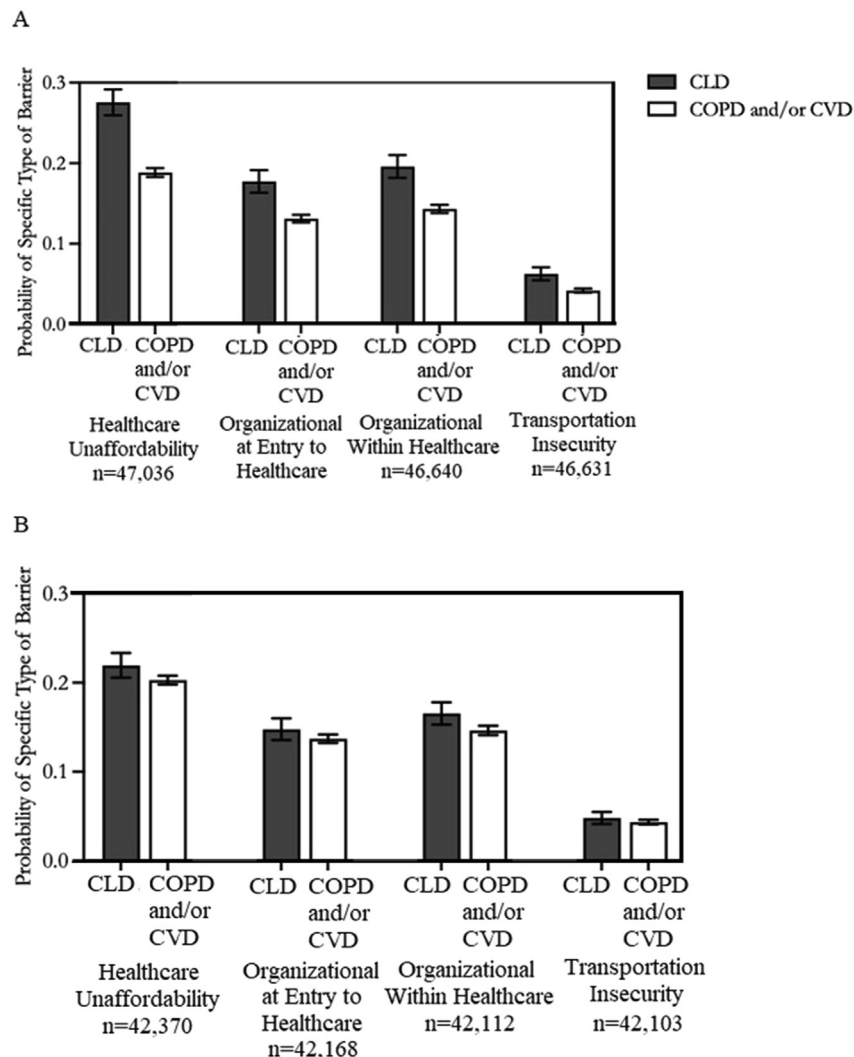 A
Probability of Specific Type of Barrier
0.3
0.2
0.1
0.0
CLD
COPD and/or CVD
CLD COPD CLD COPD CLD COPD CLD COPD
and/or and/or and/or and/or
CVD CVD CVD CVD
Healthcare
Unaffordability
n=47,036
Organizational
at Entry to
Healthcare
Organizational
Within Healthcare
n=46,640
Transportation
Insecurity
n=46,631
B
Probability of Specific Type of Barrier
0.3
0.2
0.1
0.0
CLD COPD CLD COPD CLD COPD CLD COPD
and/or and/or and/or and/or
CVD CVD CVD CVD
Healthcare
Unaffordability
n=42,370
Organizational
at Entry to
Healthcare
n=42,168
Organizational
Within Healthcare
n=42,112
Transportation
Insecurity
n=42,103